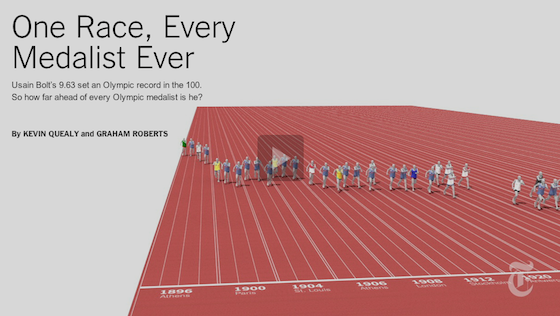 One Race, Every
Medalist Ever
Usain Bolt's 9.63 set an Olympic record in the 100.
So how far ahead of every Olympic medalist is he?
By KEVIN QUEALY and GRAHAM ROBERTS
1896 1900 1904 1906 1908 1912 1920
Athens Paris St. Louis Athens London
T